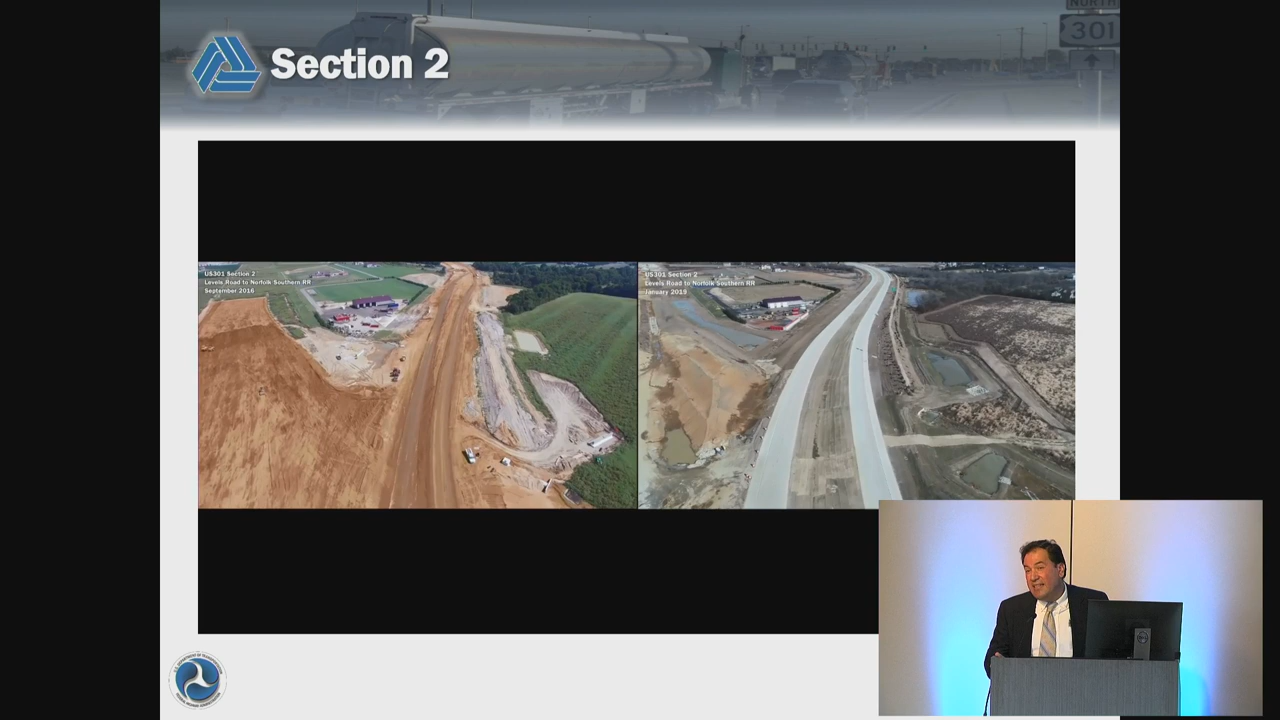 Section 2
NORTH
301
US301 Section 2
Levels Road to Norfolk Southern RR
September 2016
US301 Section 2
Levels Road to Norfolk Southern RR
January 2019